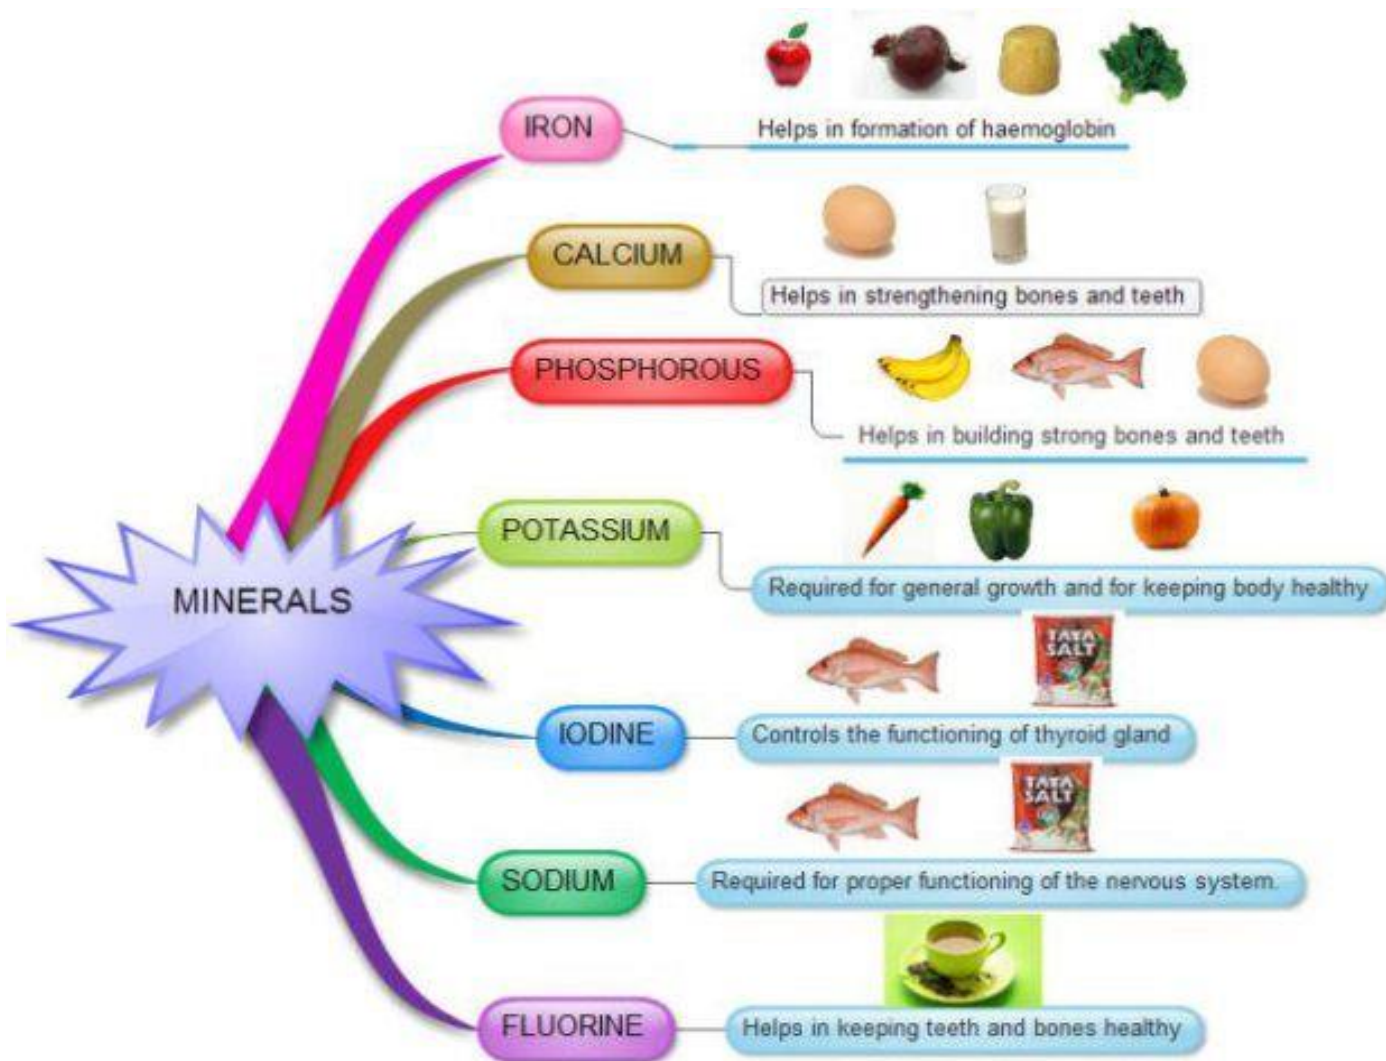 IRON
Helps in formation of haemoglobin
CALCIUM
Helps in strengthening bones and teeth
PHOSPHOROUS
Helps in building strong bones and teeth
MINERALS
POTASSIUM
Required for general growth and for keeping body healthy
TATA
SALT
IODINE
Controls the functioning of thyroid gland
TATA
SALT
SODIUM
Required for proper functioning of the nervous system.
FLUORINE
Helps in keeping teeth and bones healthy